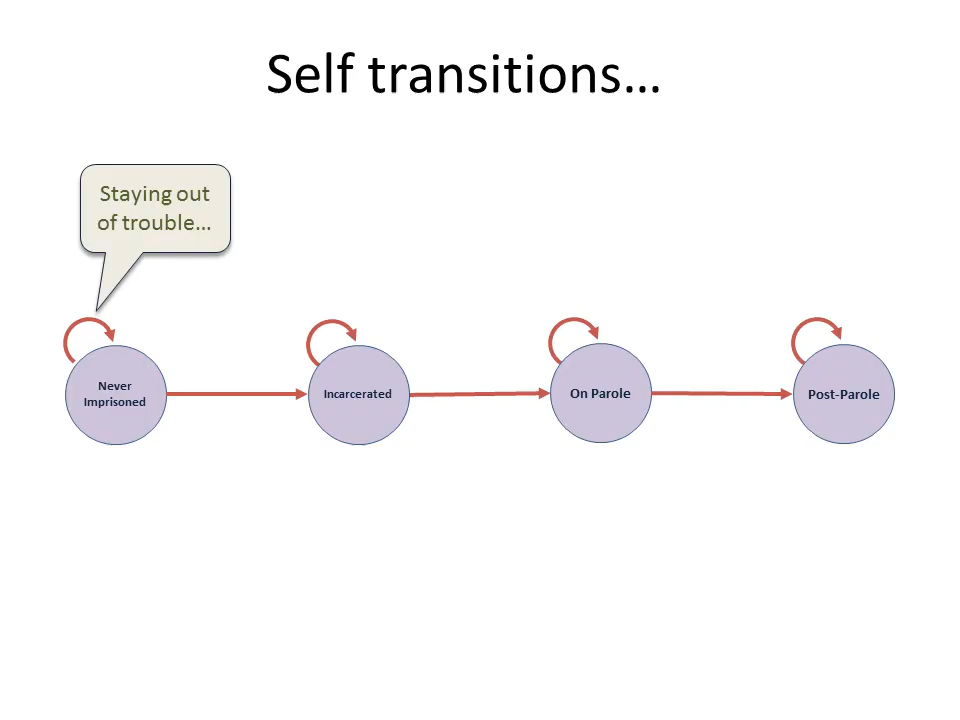 Self transitions…
Staying out
of trouble…
Never
Imprisoned
Incarcerated
On Parole
Post-Parole